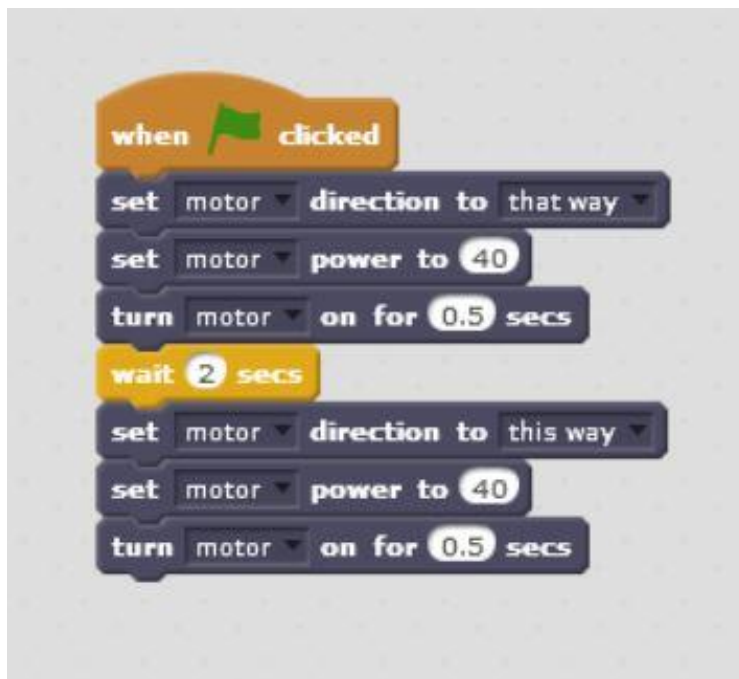 when clicked
set motor direction to that way
set motor power to 40
turn motor on for 0.5 secs
wait 2 secs
set motor direction to this way
set motor power to 40
turn motor on for 0.5 secs